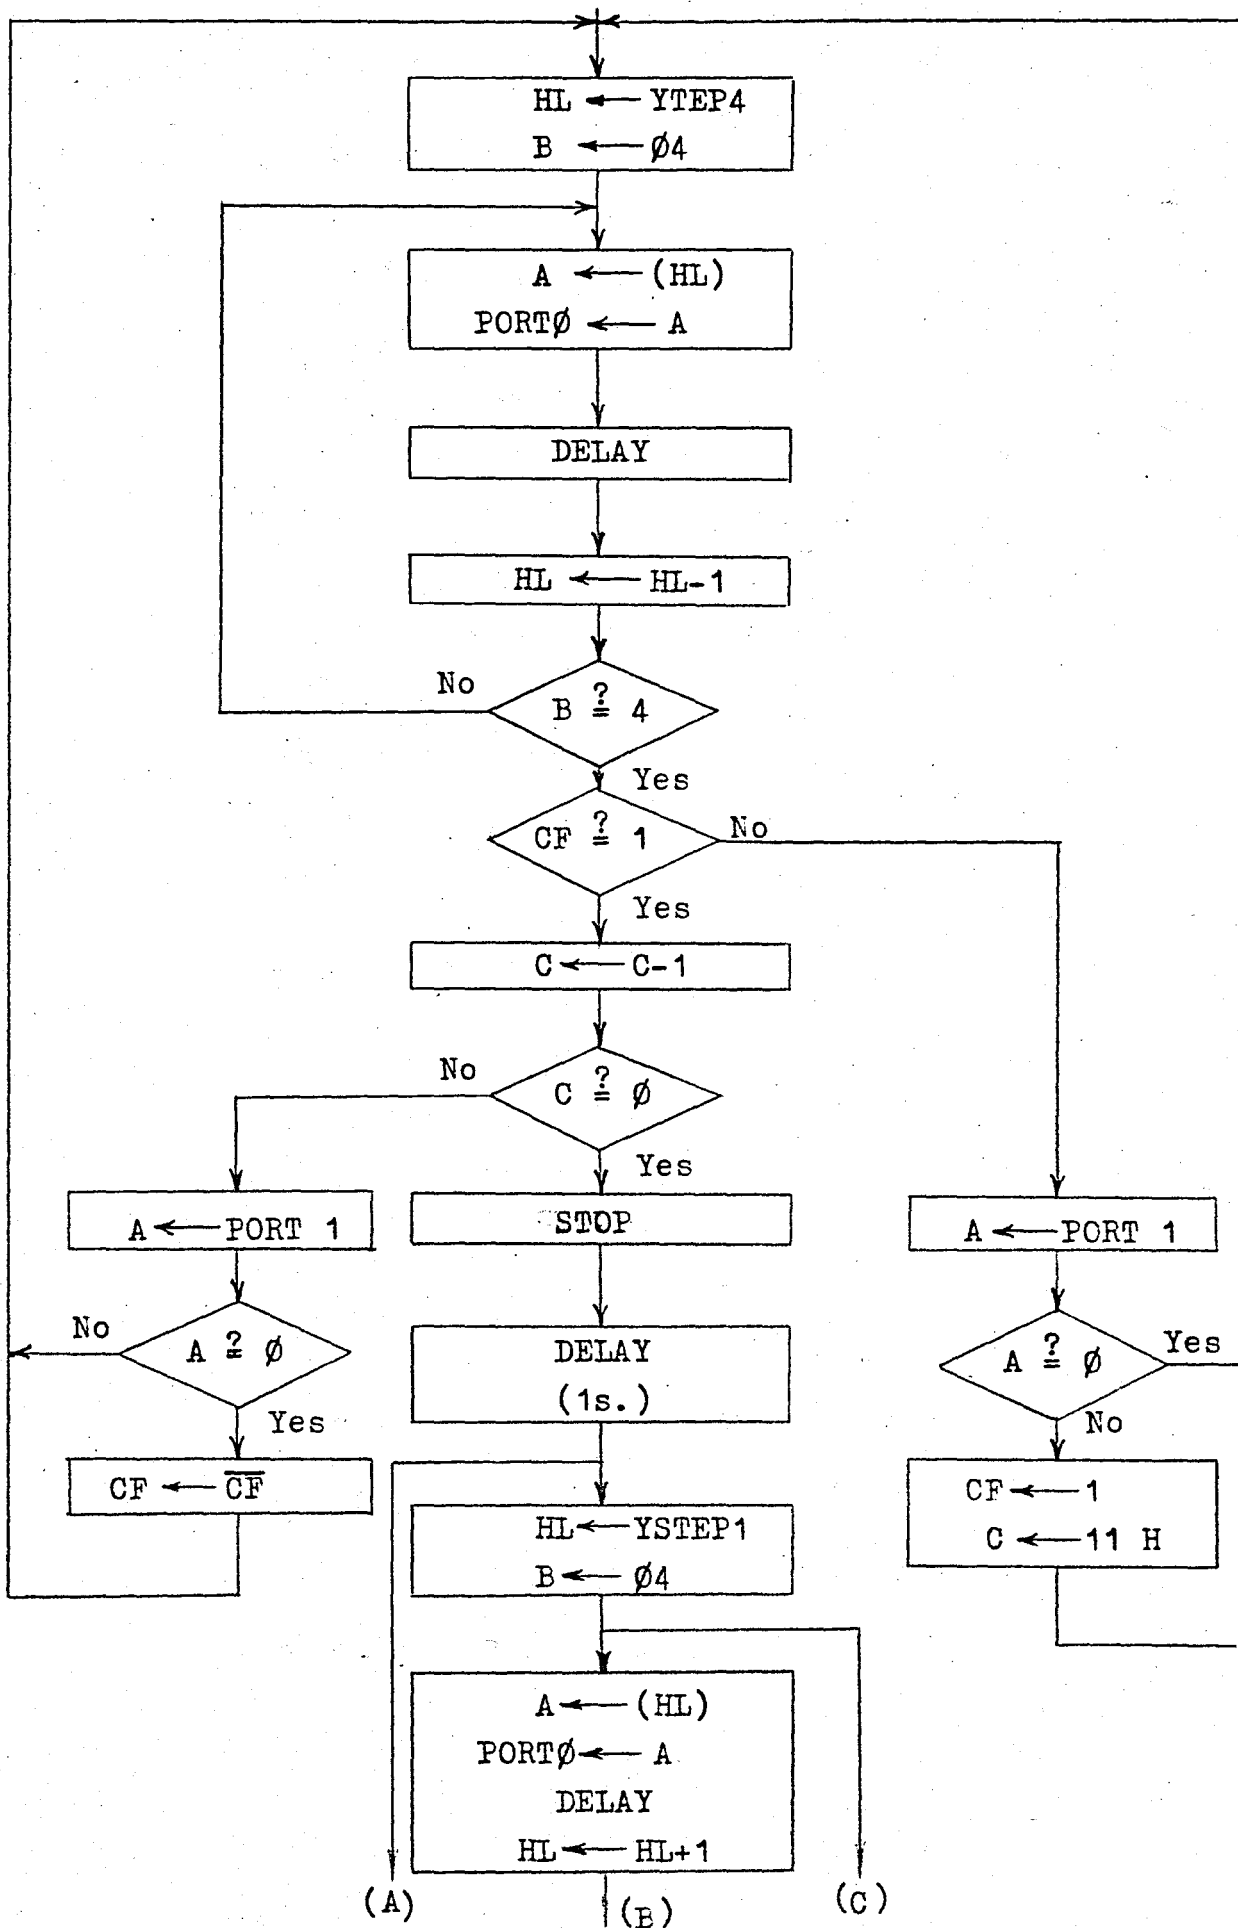 HL ← YTEP4
B ← Ø4
A ← (HL)
PORTØ ← A
DELAY
HL ← HL-1
No
B ≟ 4
Yes
CF ≟ 1
No
Yes
C ← C-1
No
C ≟ Ø
Yes
A ← PORT 1
STOP
A ← PORT 1
No
A ≟ Ø
Yes
DELAY
(1s.)
A ≟ Ø
Yes
No
CF ← C̅F̅
HL ← YSTEP1
B ← Ø4
CF ← 1
C ← 11 H
A ← (HL)
PORTØ ← A
DELAY
HL ← HL+1
(A)
(B)
(C)